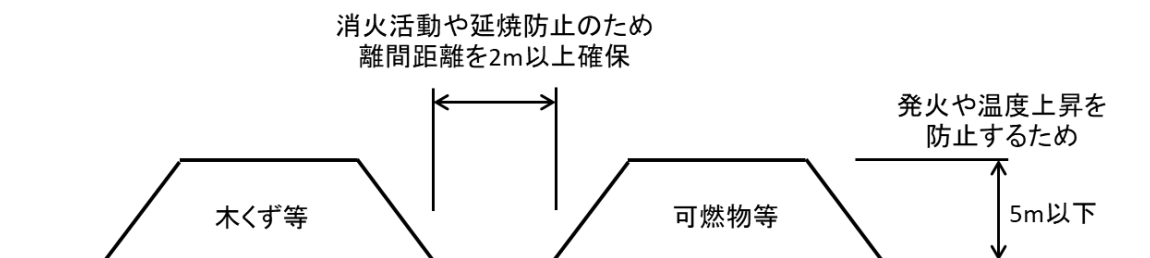 消火活動や延焼防止のため
離間距離を2m以上確保
発火や温度上昇を
防止するため
木くず等
可燃物等
5m以下